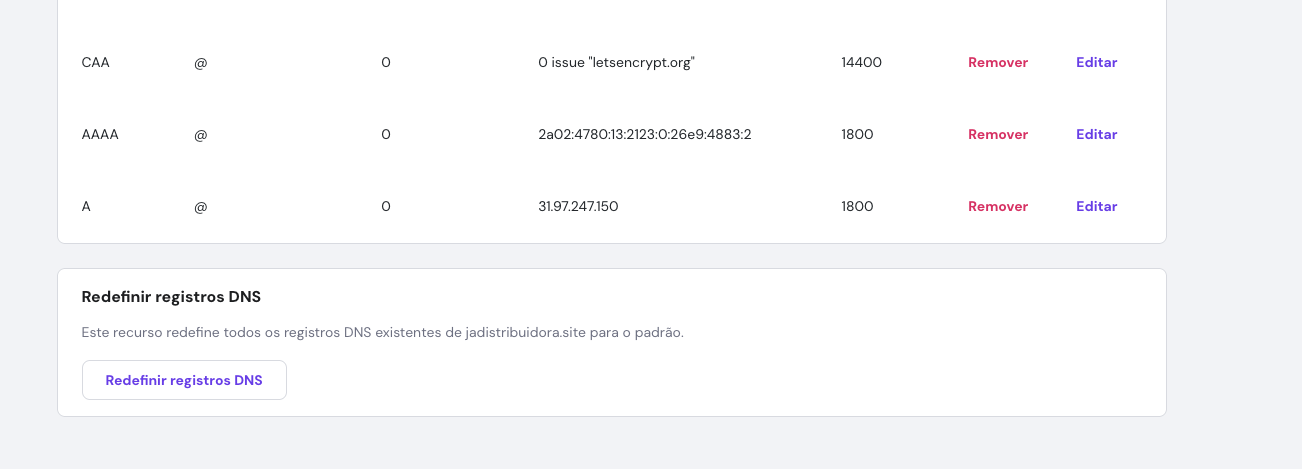 CAA @ 0 0 issue "letsencrypt.org" 14400 Remover Editar
AAAA @ 0 2a02:4780:13:2123:0:26e9:4883:2 1800 Remover Editar
A @ 0 31.97.247.150 1800 Remover Editar
Redefinir registros DNS
Este recurso redefine todos os registros DNS existentes de jadistribuidora.site para o padrão.
Redefinir registros DNS